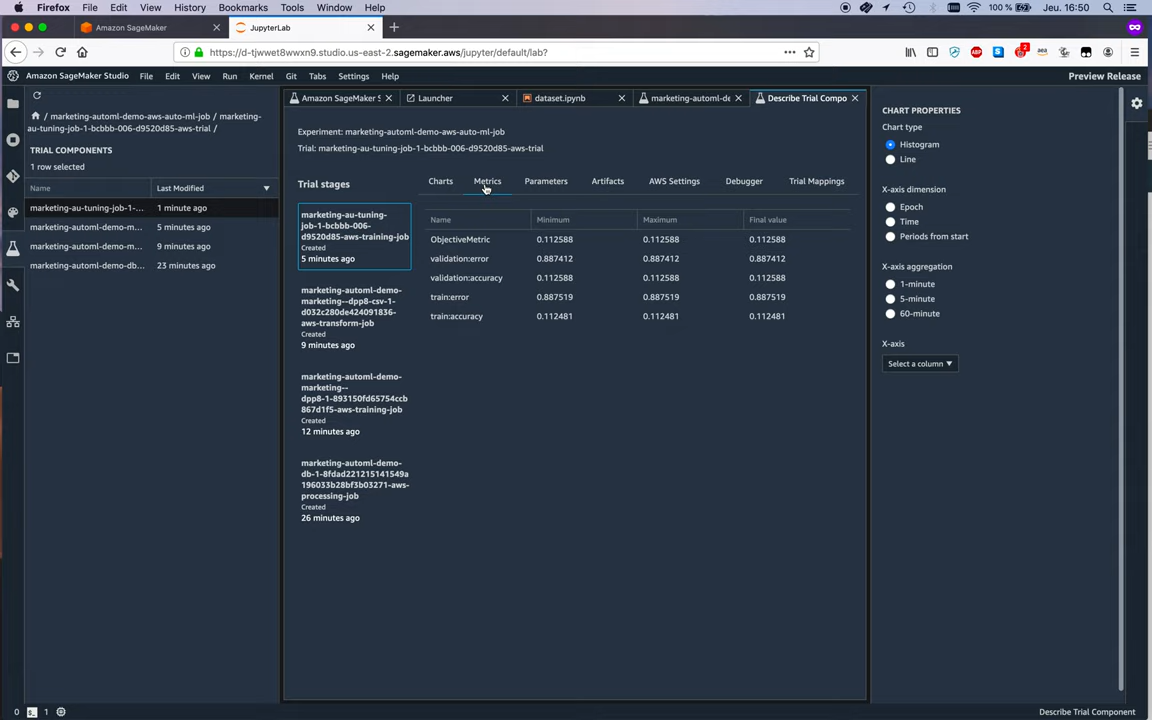 Firefox File Edit View History Bookmarks Tools Window Help 100 % Jeu. 16:50
Amazon SageMaker JupyterLab
https://d-tjwwet8wwxn9.studio.us-east-2.sagemaker.aws/jupyter/default/lab?
Amazon SageMaker Studio File Edit View Run Kernel Git Tabs Settings Help Preview Release
Amazon SageMaker S Launcher dataset.ipynb marketing-automl-de Describe Trial Compo
/ marketing-automl-demo-aws-auto-ml-job / marketing-
au-tuning-job-1-bcbbb-006-d9520d85-aws-trial /
TRIAL COMPONENTS
1 row selected
Name Last Modified
marketing-au-tuning-job-1-... 1 minute ago
marketing-automl-demo-m... 5 minutes ago
marketing-automl-demo-m... 9 minutes ago
marketing-automl-demo-db... 23 minutes ago
Experiment: marketing-automl-demo-aws-auto-ml-job
Trial: marketing-au-tuning-job-1-bcbbb-006-d9520d85-aws-trial
Trial stages
marketing-au-tuning-
job-1-bcbbb-006-
d9520d85-aws-training-job
Created
5 minutes ago
marketing-automl-demo-
marketing--dpp8-csv-1-
d032c280de424091836-
aws-transform-job
Created
9 minutes ago
marketing-automl-demo-
marketing--
dpp8-1-893150fd65754ccb
867d1f5-aws-training-job
Created
12 minutes ago
marketing-automl-demo-
db-1-8fdad221215141549a
196033b28bf3b03271-aws-
processing-job
Created
26 minutes ago
Charts Metrics Parameters Artifacts AWS Settings Debugger Trial Mappings
Name Minimum Maximum Final value
ObjectiveMetric 0.112588 0.112588 0.112588
validation:error 0.887412 0.887412 0.887412
validation:accuracy 0.112588 0.112588 0.112588
train:error 0.887519 0.887519 0.887519
train:accuracy 0.112481 0.112481 0.112481
CHART PROPERTIES
Chart type
Histogram
Line
X-axis dimension
Epoch
Time
Periods from start
X-axis aggregation
1-minute
5-minute
60-minute
X-axis
Select a column
0 1 Describe Trial Component